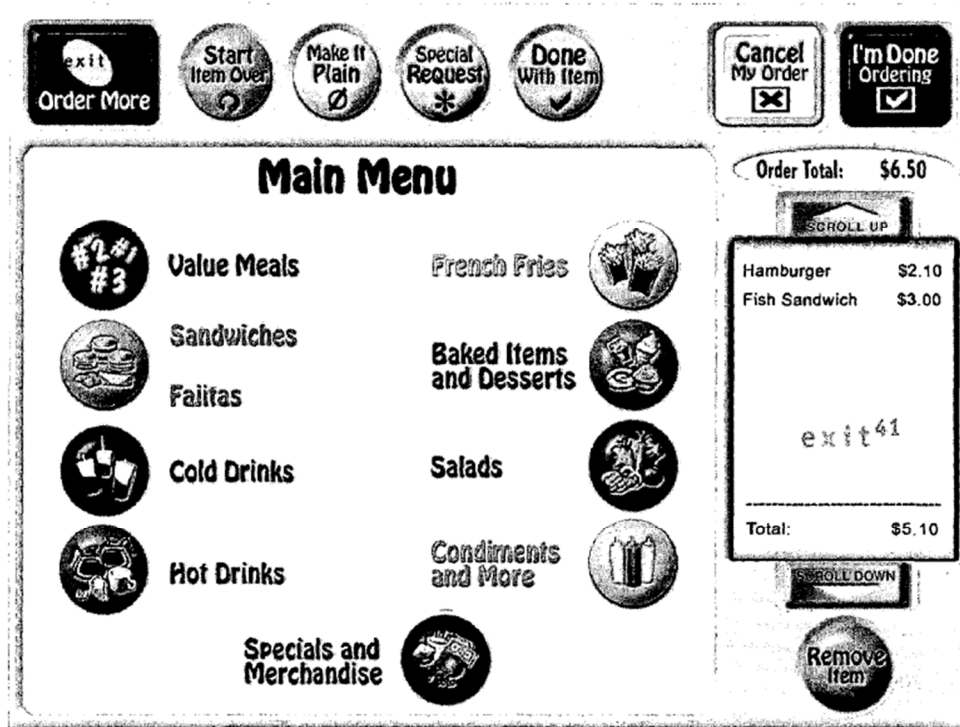 exit
Order More
Start
Item Over
Make It
Plain
Special
Request
Done
With Item
Cancel
My Order
I'm Done
Ordering
Main Menu
Order Total: $6.50
SCROLL UP
#2 #1
#3
Value Meals
French Fries
Hamburger $2.10
Fish Sandwich $3.00
Sandwiches
Fajitas
Baked Items
and Desserts
Cold Drinks
Salads
exit41
Hot Drinks
Condiments
and More
Total: $5.10
SCROLL DOWN
Specials and
Merchandise
Remove
Item